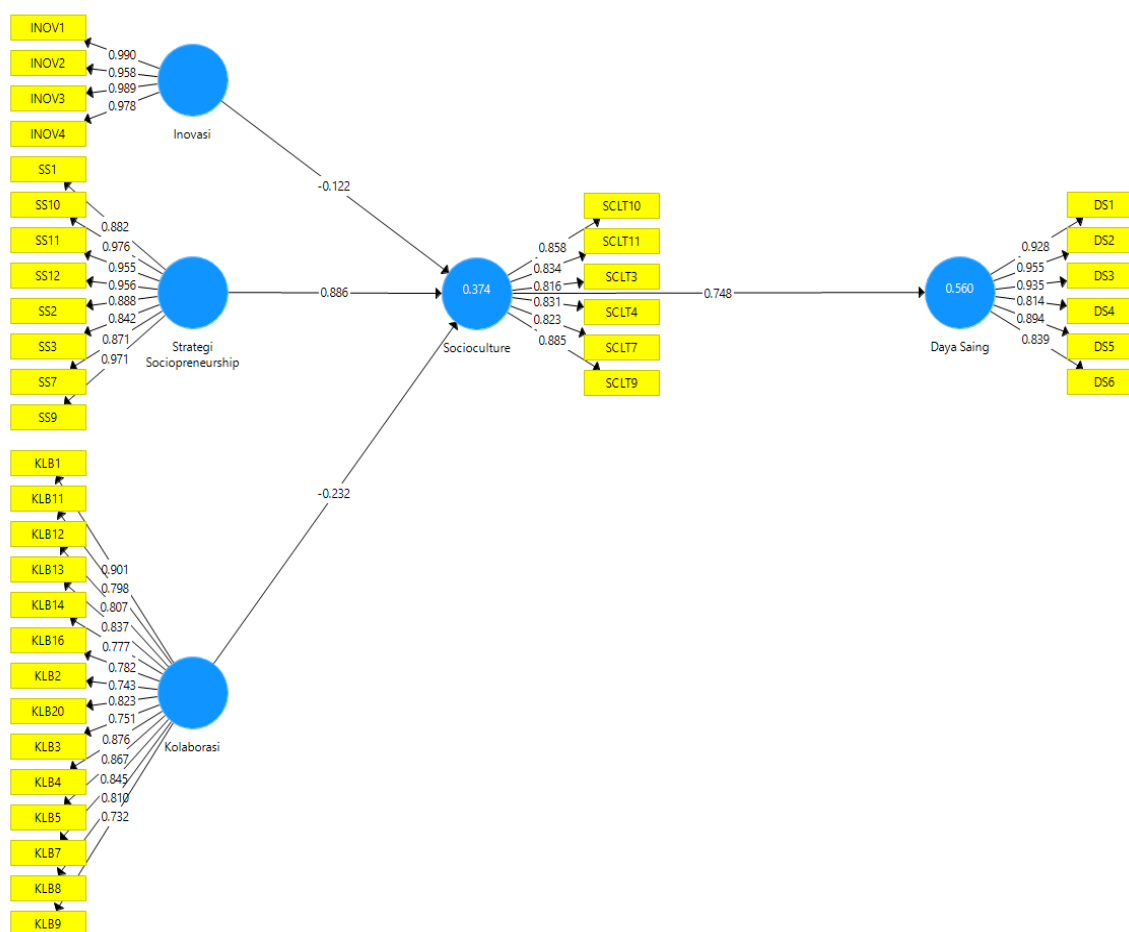 INOV1
INOV2
INOV3
INOV4
0.990
0.958
0.989
0.978
Inovasi
SS1
SS10
SS11
SS12
SS2
SS3
SS7
SS9
0.882
0.976
0.955
0.956
0.888
0.842
0.871
0.971
Strategi
Sociopreneurship
KLB1
KLB11
KLB12
KLB13
KLB14
KLB16
KLB2
KLB20
KLB3
KLB4
KLB5
KLB7
KLB8
KLB9
0.901
0.798
0.807
0.837
0.777
0.782
0.743
0.823
0.751
0.876
0.867
0.845
0.810
0.732
Kolaborasi
-0.122
0.886
-0.232
0.374
Socioculture
0.858
0.834
0.816
0.831
0.823
0.885
SCLT10
SCLT11
SCLT3
SCLT4
SCLT7
SCLT9
0.748
0.560
Daya Saing
0.928
0.955
0.935
0.814
0.894
0.839
DS1
DS2
DS3
DS4
DS5
DS6